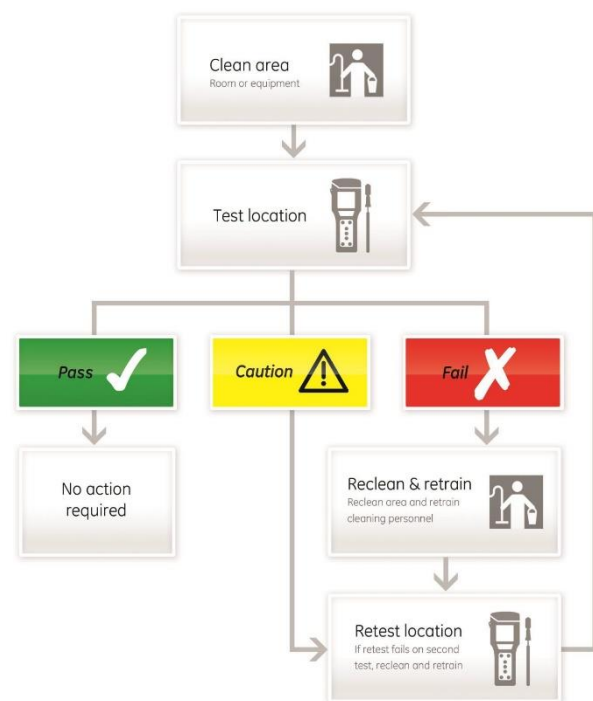 Clean area
Room or equipment
Test location
Pass
Caution
Fail
No action
required
Reclean & retrain
Reclean area and retrain
cleaning personnel
Retest location
If retest fails on second
test, reclean and retrain